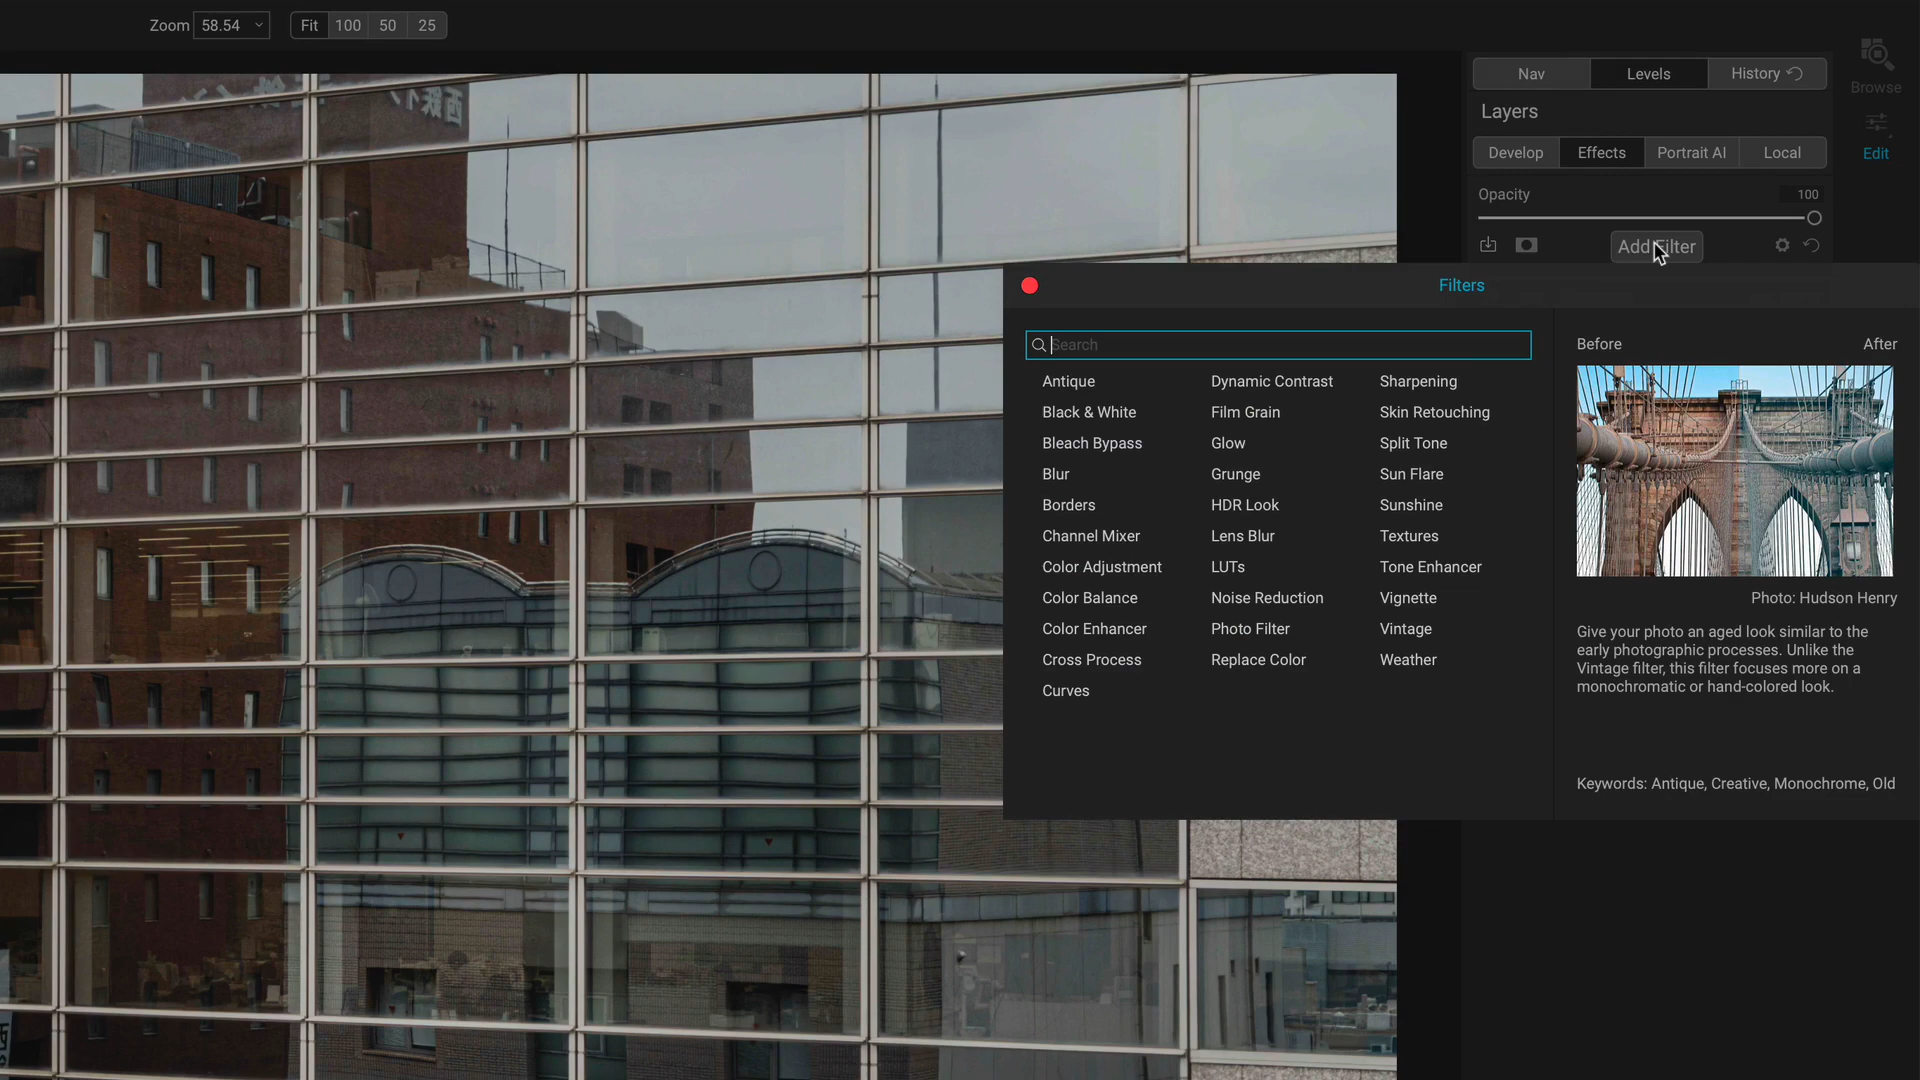 Zoom 58.54 Fit 100 50 25
Nav Levels History
Browse
Layers
Develop Effects Portrait AI Local
Edit
Opacity 100
Add Filter
Filters
Search
Antique Dynamic Contrast Sharpening
Black & White Film Grain Skin Retouching
Bleach Bypass Glow Split Tone
Blur Grunge Sun Flare
Borders HDR Look Sunshine
Channel Mixer Lens Blur Textures
Color Adjustment LUTs Tone Enhancer
Color Balance Noise Reduction Vignette
Color Enhancer Photo Filter Vintage
Cross Process Replace Color Weather
Curves
Before After
Photo: Hudson Henry
Give your photo an aged look similar to the
early photographic processes. Unlike the
Vintage filter, this filter focuses more on a
monochromatic or hand-colored look.
Keywords: Antique, Creative, Monochrome, Old